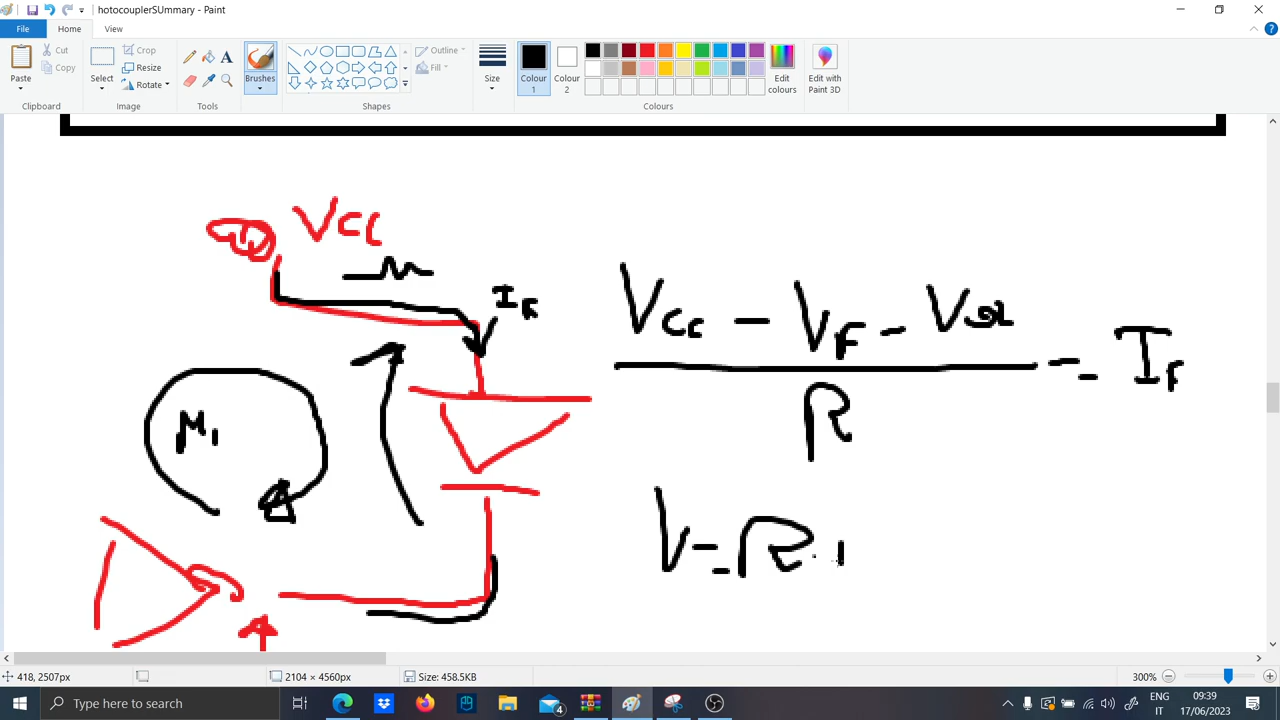 hotocouplerSUmmary - Paint
File Home View
Paste Cut Copy Select Crop Resize Rotate Brushes Outline Fill Size Colour 1 Colour 2 Edit colours Edit with Paint 3D
Clipboard Image Tools Shapes Colours
VCC
IF
VCC - VF - = IF
R
M1
V=R.I
418, 2507px 2104 × 4560px Size: 458.5KB 300%
Type here to search 4 ENG IT 09:39 17/06/2023